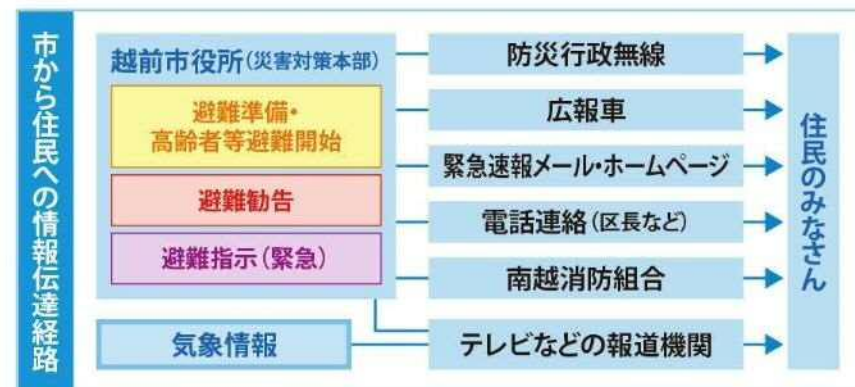 市から住民への情報伝達経路
越前市役所(災害対策本部)
避難準備・
高齢者等避難開始
避難勧告
避難指示(緊急)
気象情報
防災行政無線
広報車
緊急速報メール・ホームページ
電話連絡(区長など)
南越消防組合
テレビなどの報道機関
住民のみなさん